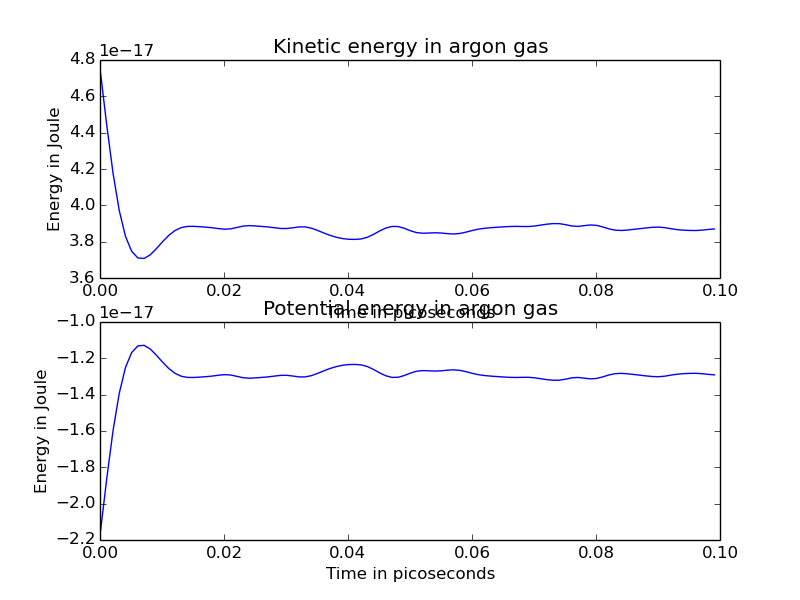 Kinetic energy in argon gas
1e−17
4.8
4.6
4.4
4.2
4.0
3.8
3.6
Energy in Joule
0.00 0.02 0.04 0.06 0.08 0.10
Time in picoseconds
Potential energy in argon gas
1e−17
−1.0
−1.2
−1.4
−1.6
−1.8
−2.0
−2.2
Energy in Joule
0.00 0.02 0.04 0.06 0.08 0.10
Time in picoseconds